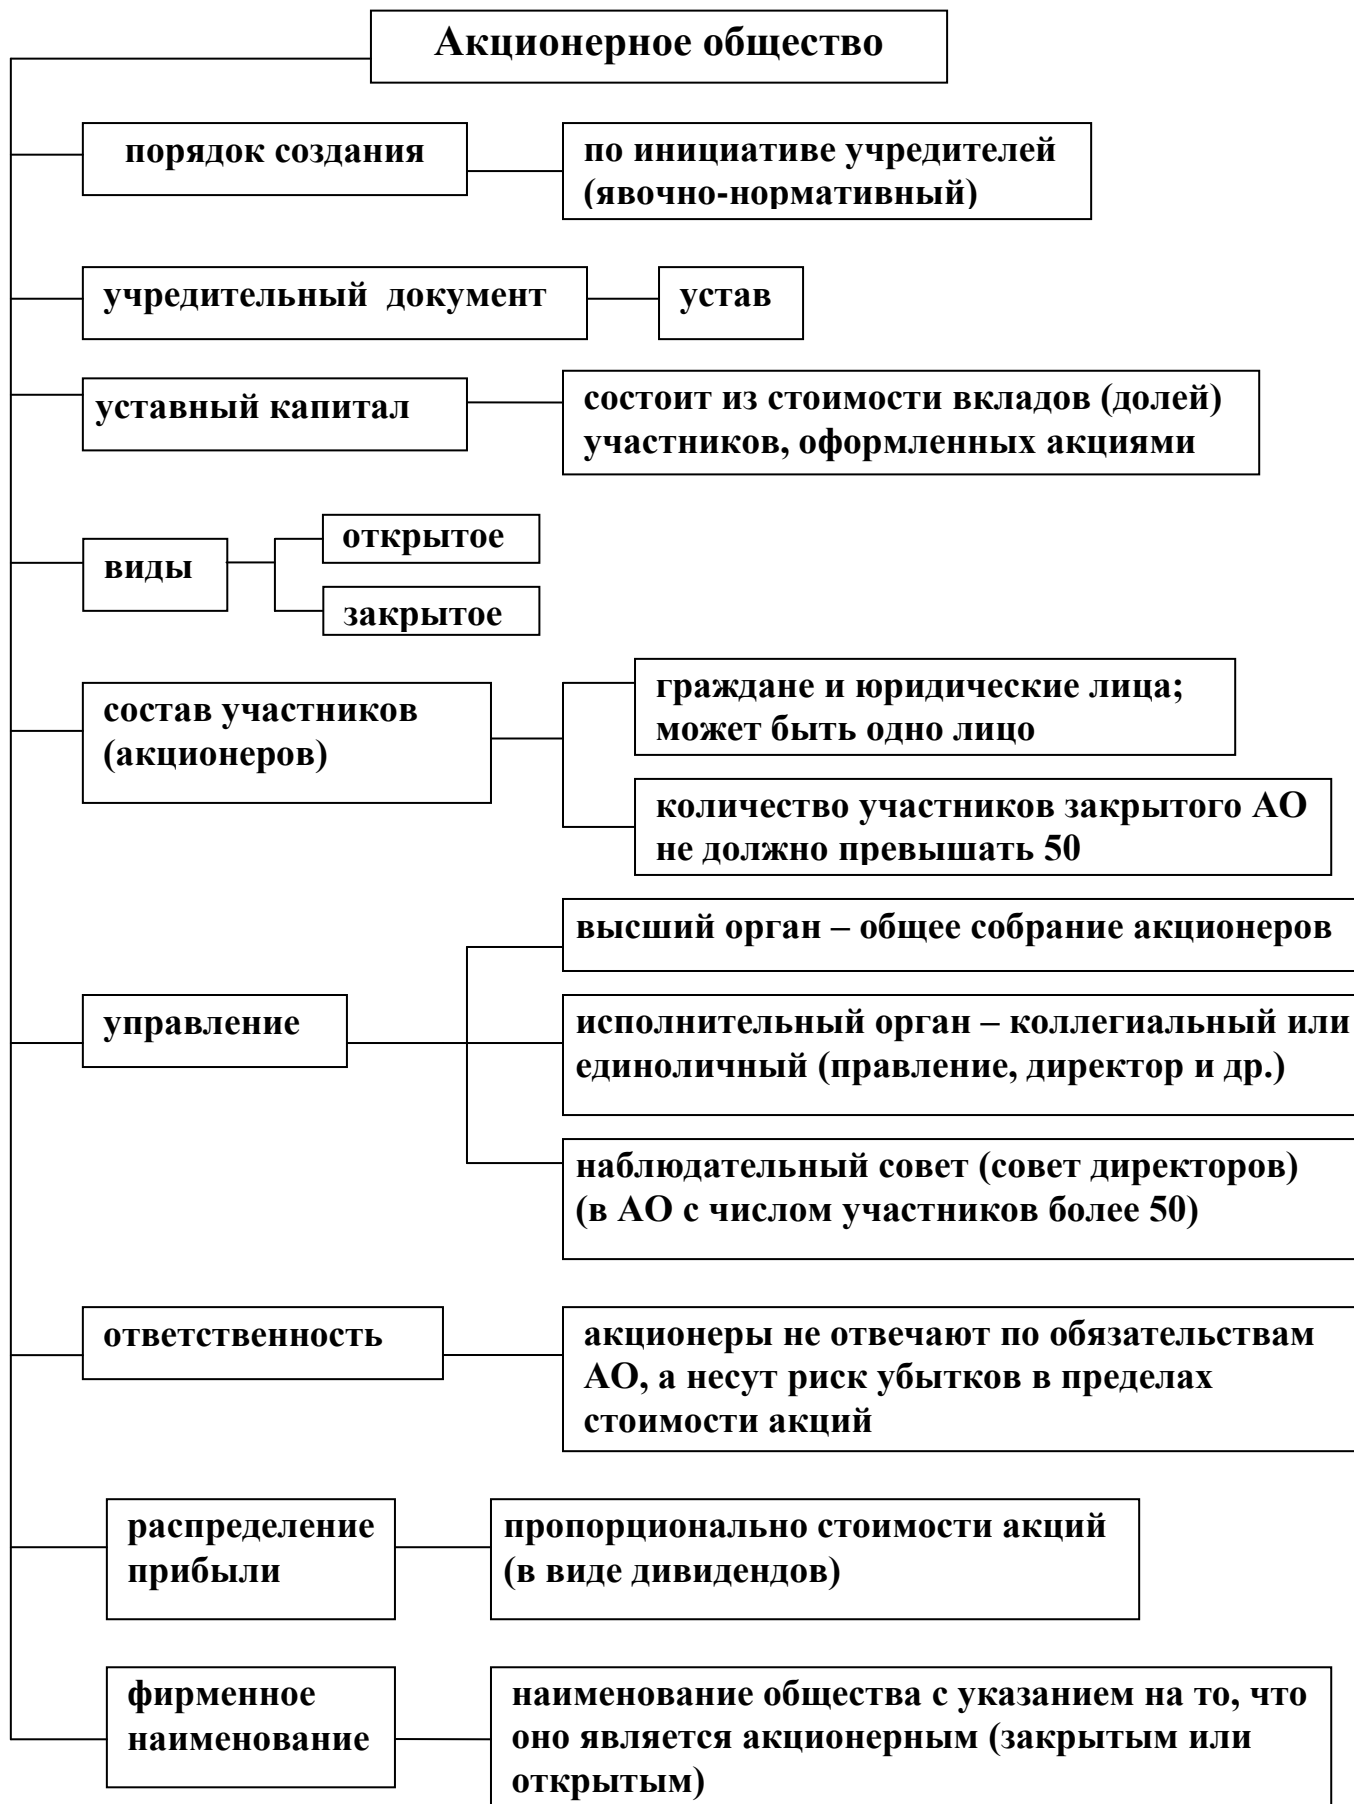 Акционерное общество
порядок создания
по инициативе учредителей
(явочно-нормативный)
учредительный документ
устав
уставный капитал
состоит из стоимости вкладов (долей)
участников, оформленных акциями
виды
открытое
закрытое
состав участников
(акционеров)
граждане и юридические лица;
может быть одно лицо
количество участников закрытого АО
не должно превышать 50
управление
высший орган – общее собрание акционеров
исполнительный орган – коллегиальный или
единоличный (правление, директор и др.)
наблюдательный совет (совет директоров)
(в АО с числом участников более 50)
ответственность
акционеры не отвечают по обязательствам
АО, а несут риск убытков в пределах
стоимости акций
распределение
прибыли
пропорционально стоимости акций
(в виде дивидендов)
фирменное
наименование
наименование общества с указанием на то, что
оно является акционерным (закрытым или
открытым)